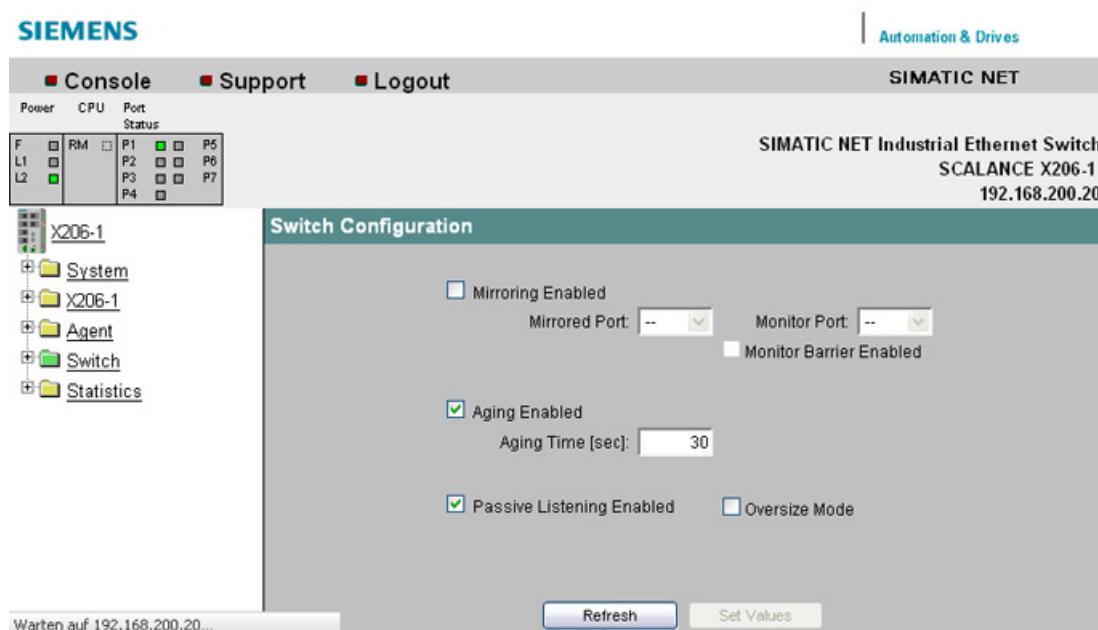 SIEMENS
Automation & Drives
Console Support Logout SIMATIC NET
Power CPU Port Status
F RM P1 P5
L1 P2 P6
L2 P3 P7
P4
SIMATIC NET Industrial Ethernet Switch
SCALANCE X206-1
192.168.200.20
X206-1
System
X206-1
Agent
Switch
Statistics
Switch Configuration
Mirroring Enabled
Mirrored Port: -- Monitor Port: --
Monitor Barrier Enabled
Aging Enabled
Aging Time [sec]: 30
Passive Listening Enabled Oversize Mode
Refresh Set Values
Warten auf 192.168.200.20...